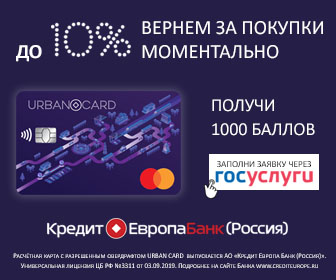 до 10% ВЕРНЕМ ЗА ПОКУПКИ
МОМЕНТАЛЬНО
URBAN CARD
ПОЛУЧИ
1000 БАЛЛОВ
ЗАПОЛНИ ЗАЯВКУ ЧЕРЕЗ
госуслуги
Кредит ЕвропаБанк (Россия)
РАСЧЁТНАЯ КАРТА С РАЗРЕШЕННЫМ ОВЕРДРАФТОМ URBAN CARD ВЫПУСКАЕТСЯ АО «КРЕДИТ ЕВРОПА БАНК (РОССИЯ)».
УНИВЕРСАЛЬНАЯ ЛИЦЕНЗИЯ ЦБ РФ №3311 ОТ 03.09.2019. ПОДРОБНЕЕ НА САЙТЕ БАНКА WWW.CREDITEUROPE.RU